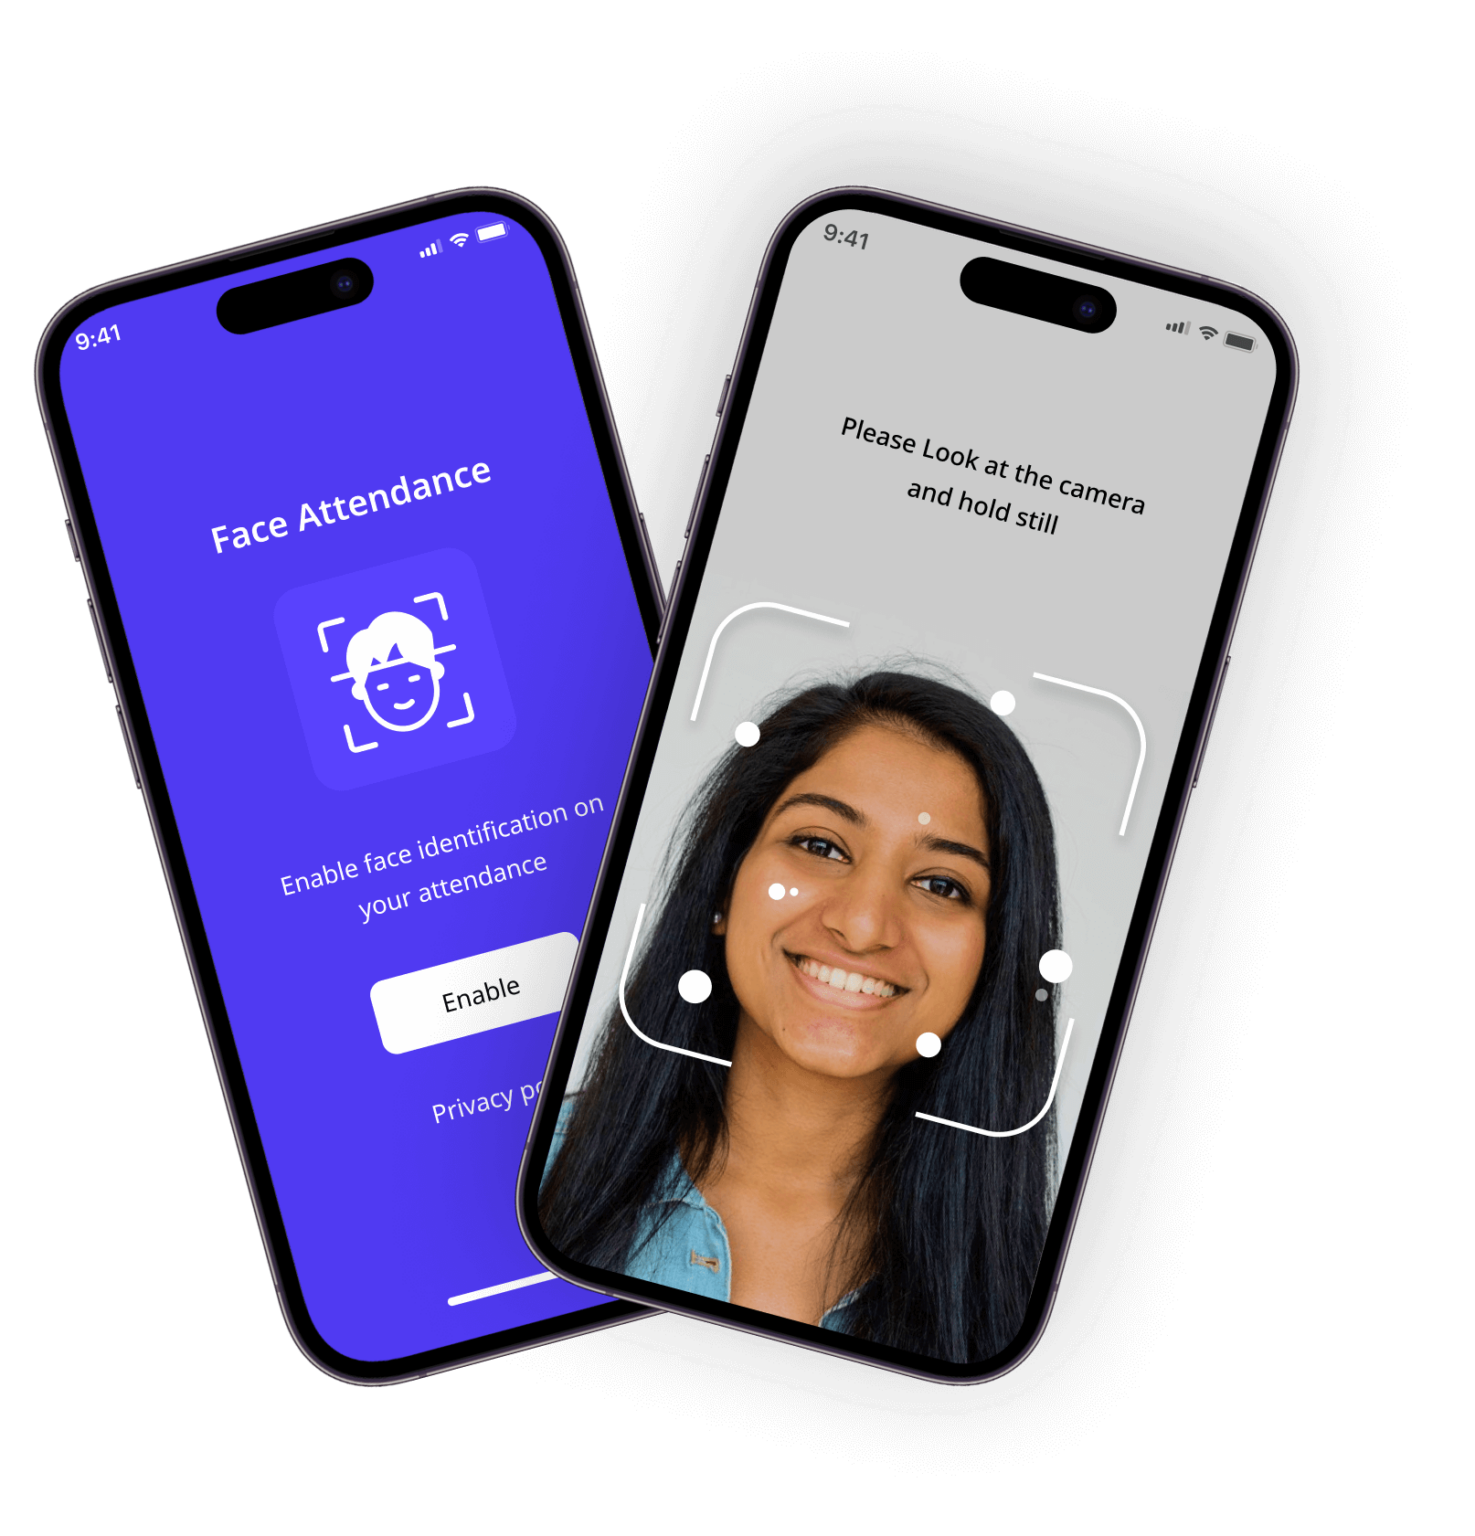 9:41
Face Attendance
Enable face identification on
your attendance
Enable
Privacy
9:41
Please Look at the camera
and hold still